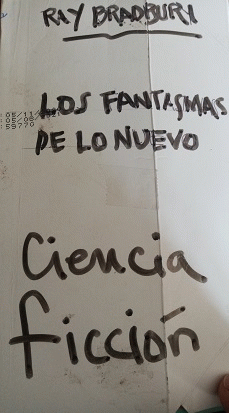 RAY BRADBURY
LOS FANTASMAS
DE LO NUEVO
Ciencia
ficción